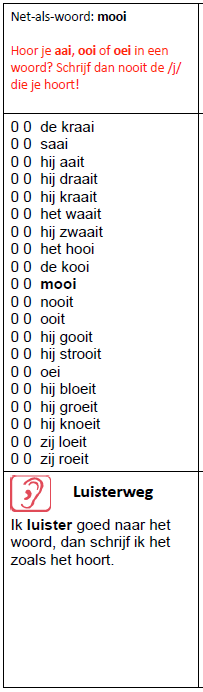 Net-als-woord: mooi
Hoor je aai, ooi of oei in een
woord? Schrijf dan nooit de /j/
die je hoort!
0 0 de kraai
0 0 saai
0 0 hij aait
0 0 hij draait
0 0 hij kraait
0 0 het waait
0 0 hij zwaait
0 0 het hooi
0 0 de kooi
0 0 mooi
0 0 nooit
0 0 ooit
0 0 hij gooit
0 0 hij strooit
0 0 oei
0 0 hij bloeit
0 0 hij groeit
0 0 hij knoeit
0 0 zij loeit
0 0 zij roeit
Luisterweg
Ik luister goed naar het
woord, dan schrijf ik het
zoals het hoort.